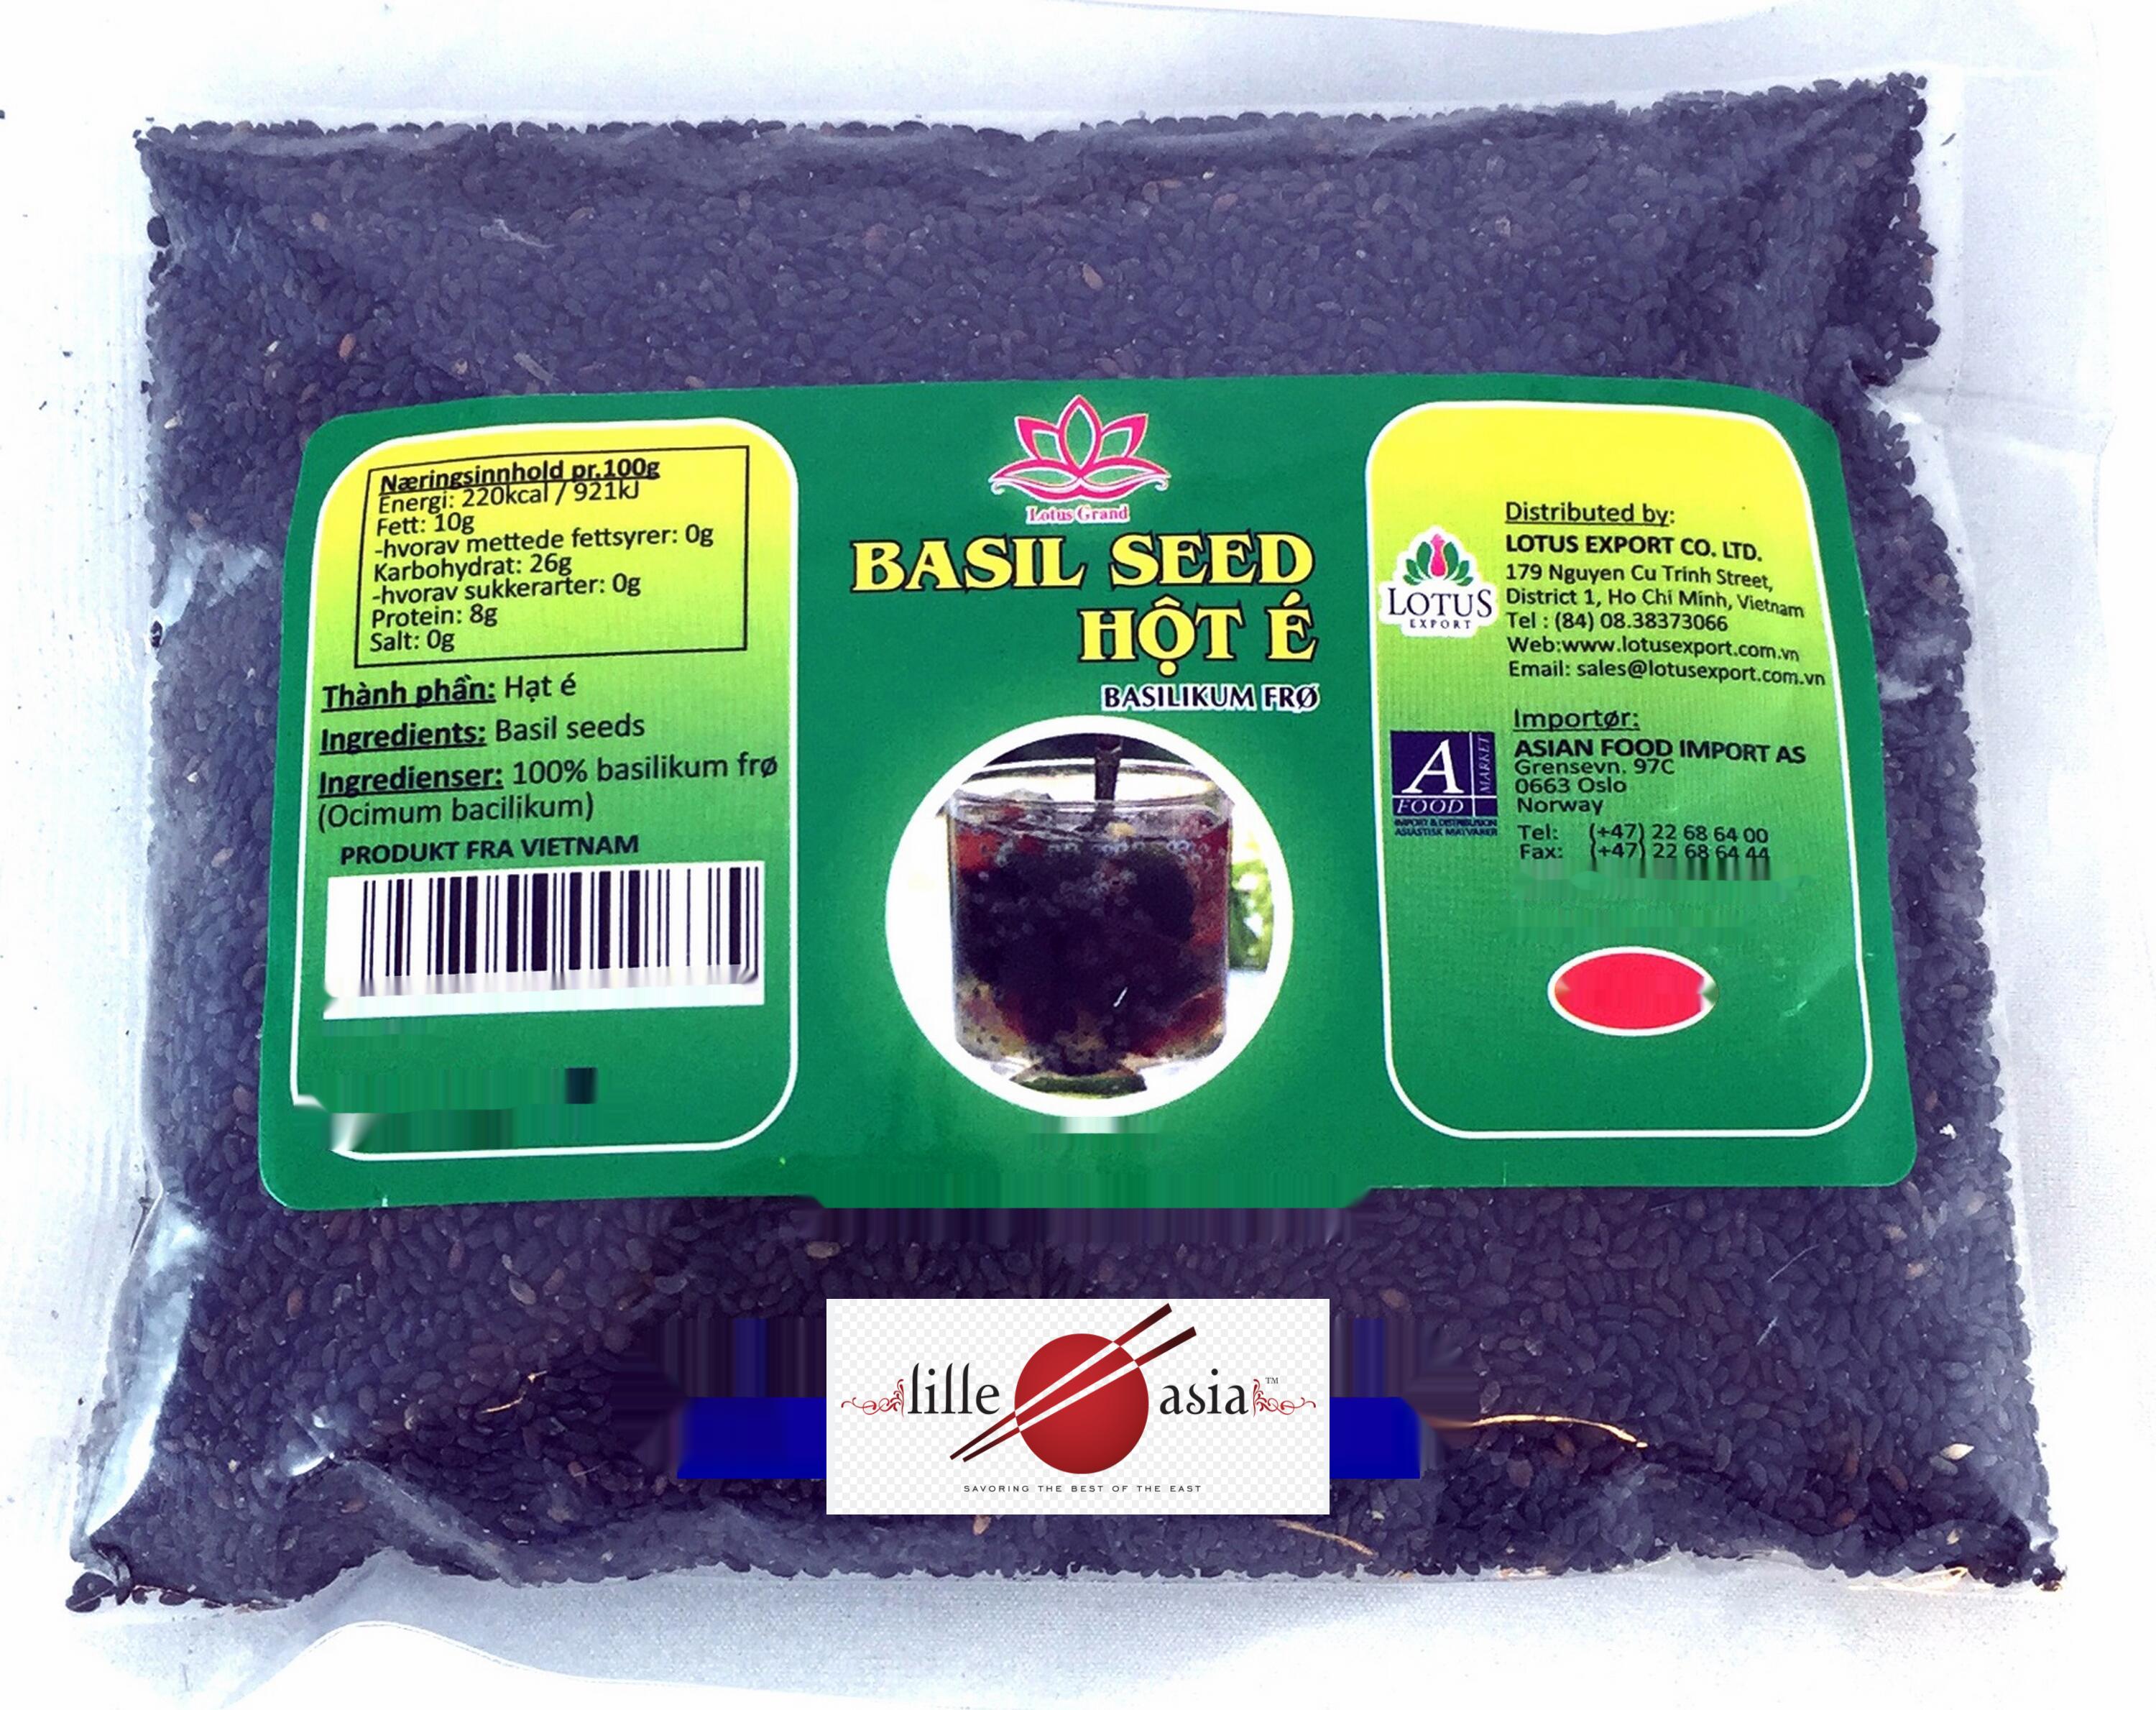 Næringsinnhold pr.100g
Energi: 220kcal / 921kJ
Fett: 10g
-hvorav mettede fettsyrer: 0g
Karbohydrat: 26g
-hvorav sukkerarter: 0g
Protein: 8g
Salt: 0g
Thành phần: Hạt é
Ingredients: Basil seeds
Ingredienser: 100% basilikum frø
(Ocimum bacilikum)
PRODUKT FRA VIETNAM
Lotus Grand
BASIL SEED
HỘT É
BASILIKUM FRØ
LOTUS
EXPORT
Distributed by:
LOTUS EXPORT CO. LTD.
179 Nguyen Cu Trinh Street,
District 1, Ho Chi Minh, Vietnam
Tel : (84) 08.38373066
Web:www.lotusexport.com.vn
Email: sales@lotusexport.com.vn
A
FOOD
MARKET
IMPORT & DISTRIBUSJON
ASIASTISK MATVARER
Importør:
ASIAN FOOD IMPORT AS
Grensevn. 97C
0663 Oslo
Norway
Tel: (+47) 22 68 64 00
Fax: (+47) 22 68 64 44
lille asia™
SAVORING THE BEST OF THE EAST